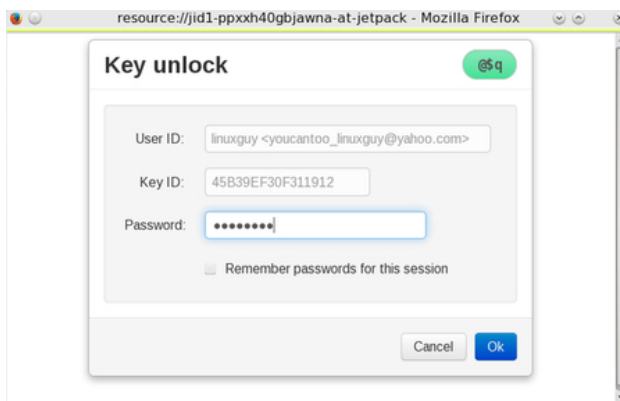 resource://jid1-ppxxh40gbjawna-at-jetpack - Mozilla Firefox
Key unlock
@$q
User ID: linuxguy <youcantoo_linuxguy@yahoo.com>
Key ID: 45B39EF30F311912
Password: ••••••••
Remember passwords for this session
Cancel Ok